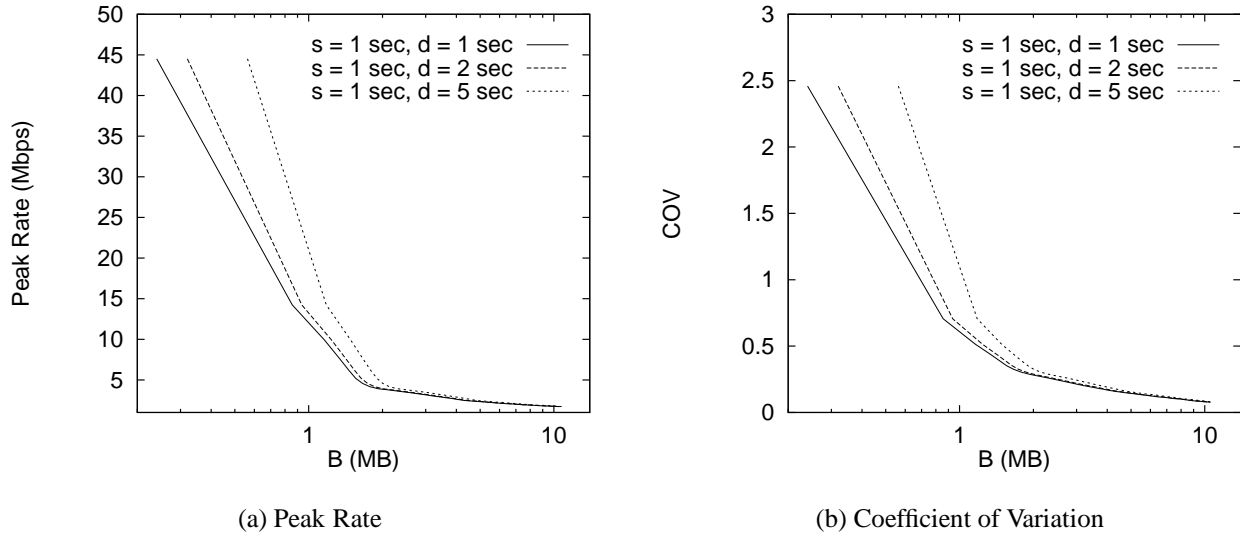 50
45
40
35
30
25
20
15
10
5
Peak Rate (Mbps)
s = 1 sec, d = 1 sec
s = 1 sec, d = 2 sec
s = 1 sec, d = 5 sec
1
10
B (MB)
(a) Peak Rate
3
2.5
2
1.5
1
0.5
0
COV
s = 1 sec, d = 1 sec
s = 1 sec, d = 2 sec
s = 1 sec, d = 5 sec
1
10
B (MB)
(b) Coefficient of Variation